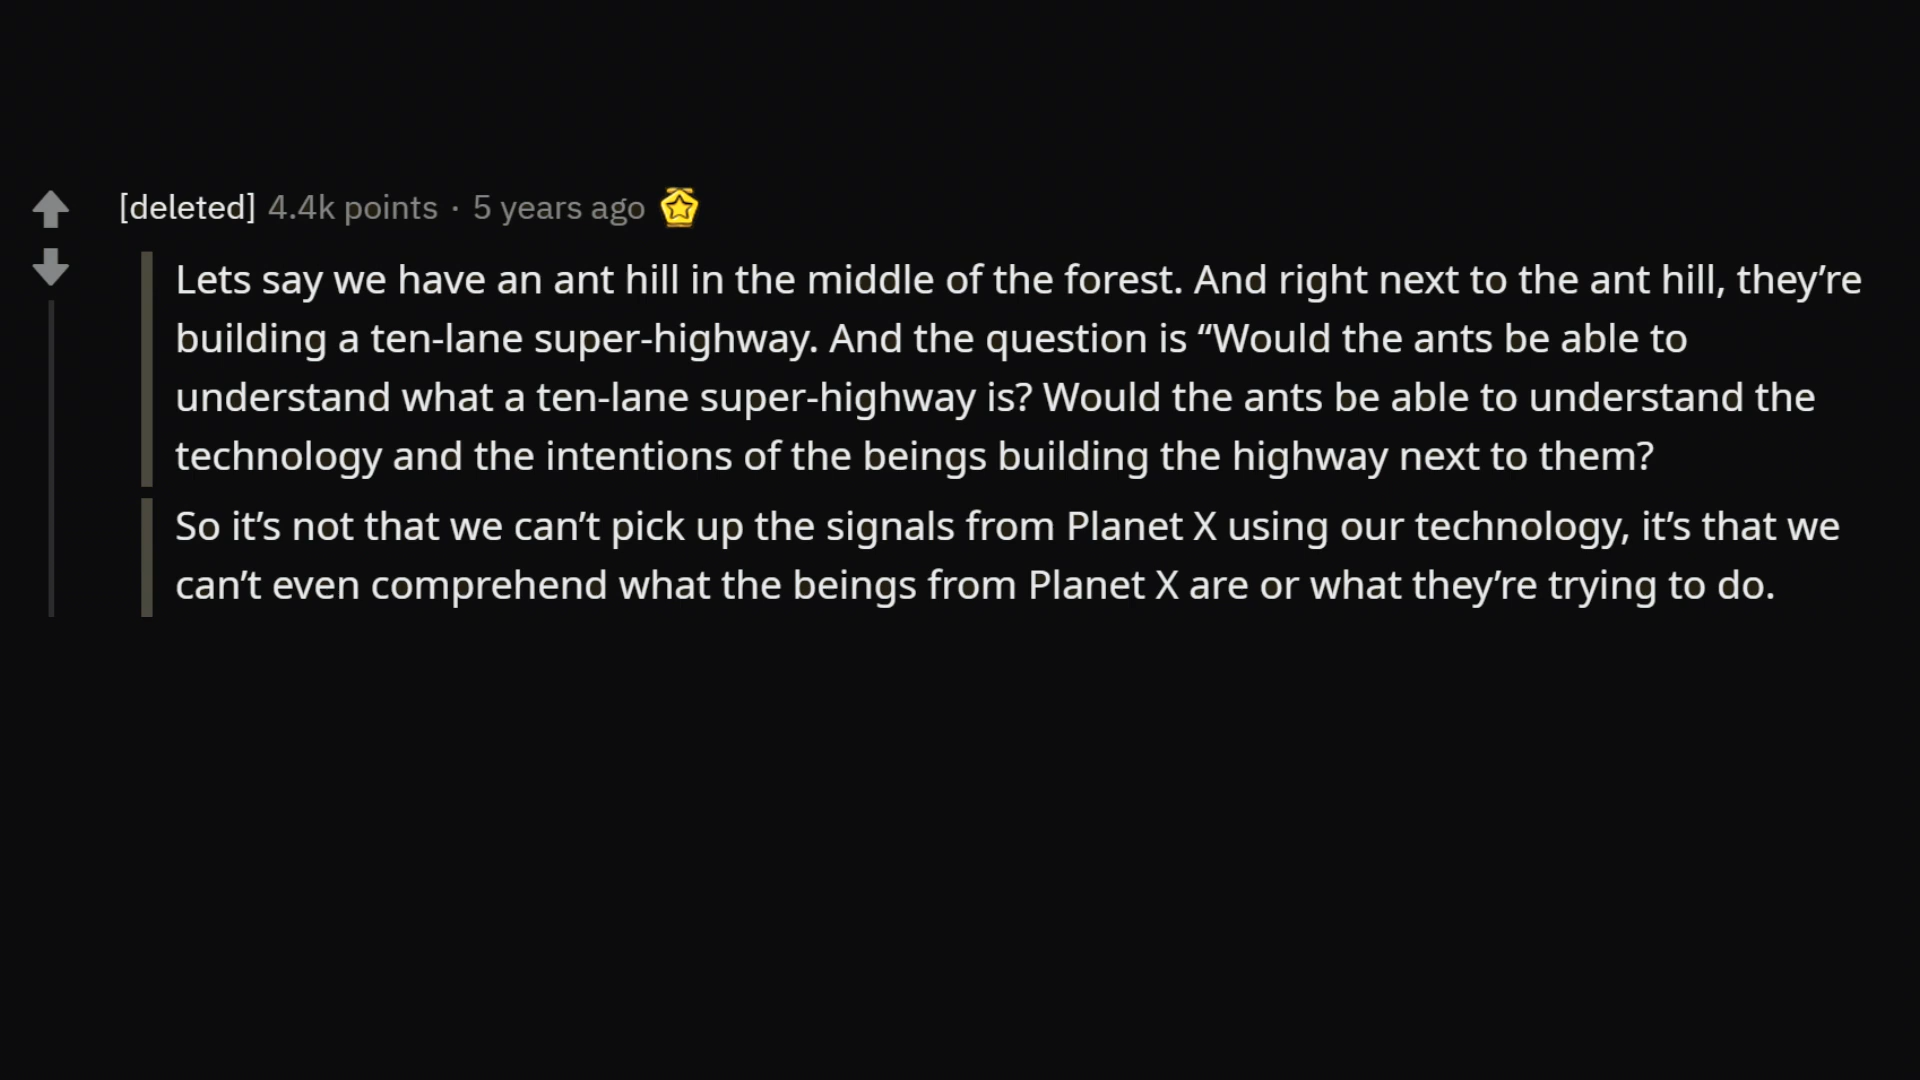 [deleted] 4.4k points · 5 years ago
Lets say we have an ant hill in the middle of the forest. And right next to the ant hill, they’re
building a ten-lane super-highway. And the question is “Would the ants be able to
understand what a ten-lane super-highway is? Would the ants be able to understand the
technology and the intentions of the beings building the highway next to them?
So it’s not that we can’t pick up the signals from Planet X using our technology, it’s that we
can’t even comprehend what the beings from Planet X are or what they’re trying to do.